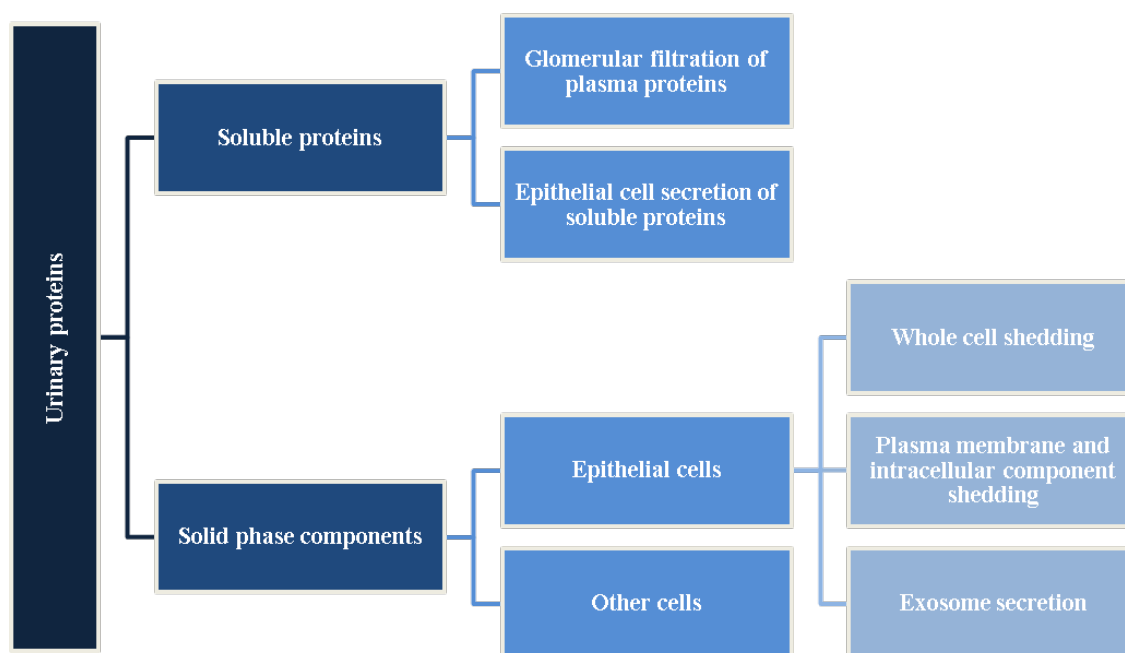 Urinary proteins
Soluble proteins
Glomerular filtration of
plasma proteins
Epithelial cell secretion of
soluble proteins
Solid phase components
Epithelial cells
Whole cell shedding
Plasma membrane and
intracellular component
shedding
Exosome secretion
Other cells